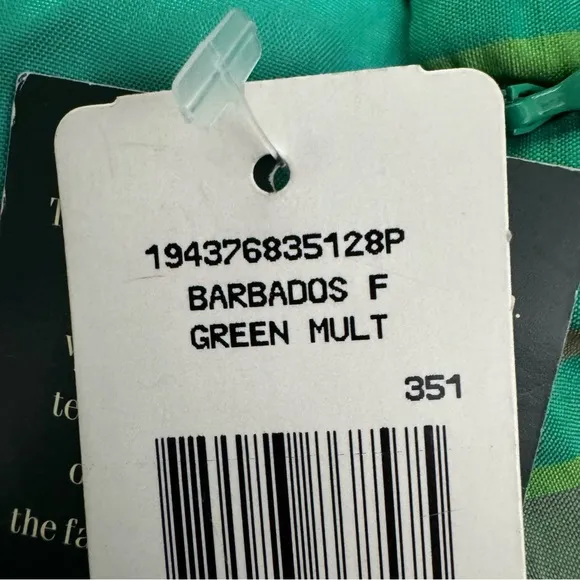 194376835128P
BARBADOS F
GREEN MULT
351
the fa